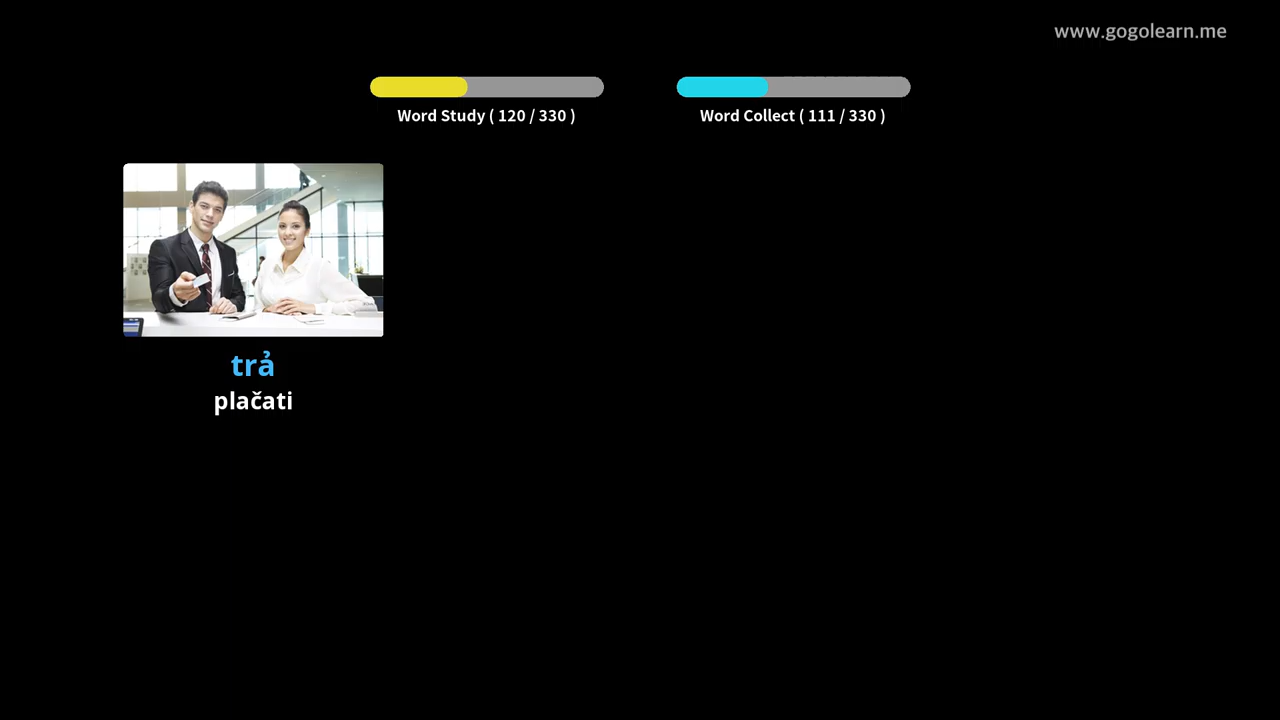 www.gogolearn.me
Word Study ( 120 / 330 )
Word Collect ( 111 / 330 )
trả
plačati